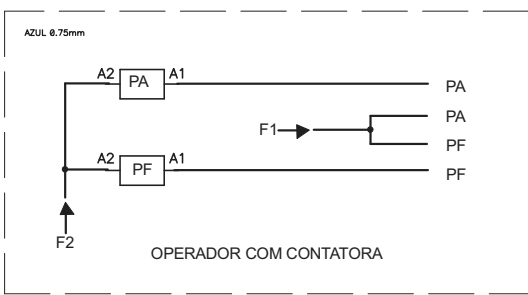 AZUL 0.75mm
A2 PA A1 PA
PA
F1
A2 PF A1 PF
PF
F2
OPERADOR COM CONTATORA